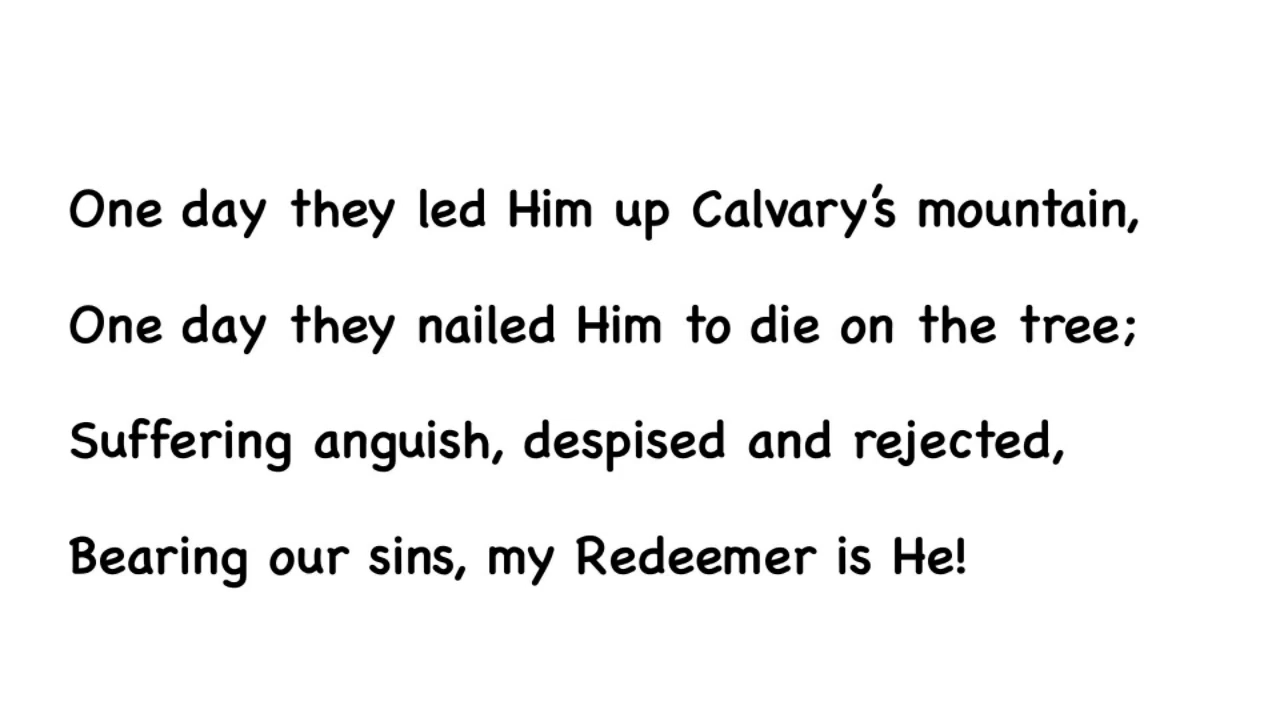 One day they led Him up Calvary’s mountain,
One day they nailed Him to die on the tree;
Suffering anguish, despised and rejected,
Bearing our sins, my Redeemer is He!